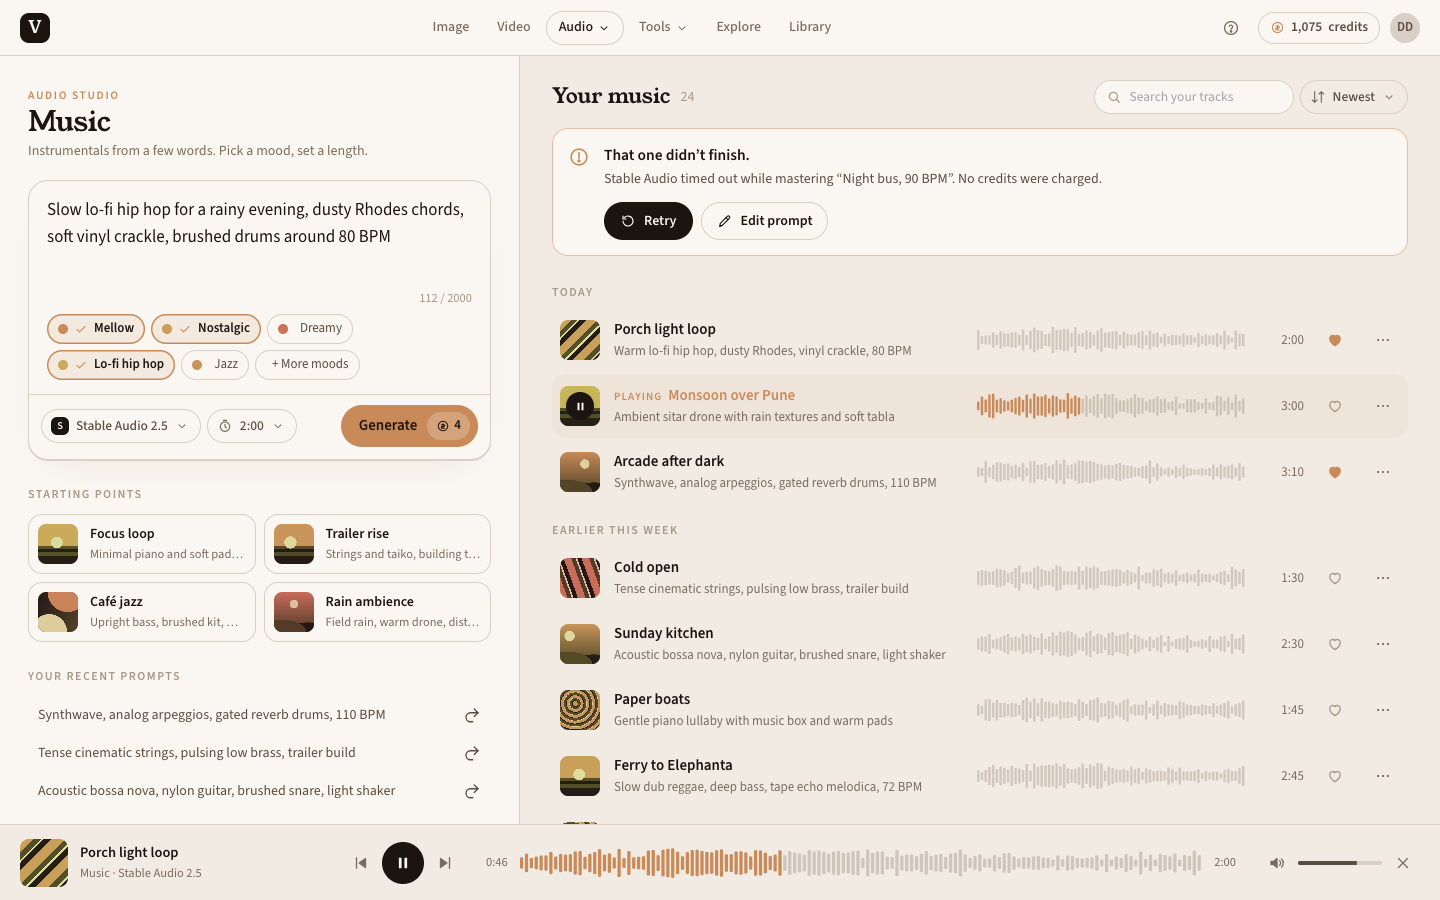 V
Image
Video
Audio
Tools
Explore
Library
1,075 credits
DD
AUDIO STUDIO
Music
Instrumentals from a few words. Pick a mood, set a length.
Slow lo-fi hip hop for a rainy evening, dusty Rhodes chords,
soft vinyl crackle, brushed drums around 80 BPM
112 / 2000
Mellow
Nostalgic
Dreamy
Lo-fi hip hop
Jazz
+ More moods
S
Stable Audio 2.5
2:00
Generate
4
STARTING POINTS
Focus loop
Minimal piano and soft pad…
Trailer rise
Strings and taiko, building t…
Café jazz
Upright bass, brushed kit, …
Rain ambience
Field rain, warm drone, dist…
YOUR RECENT PROMPTS
Synthwave, analog arpeggios, gated reverb drums, 110 BPM
Tense cinematic strings, pulsing low brass, trailer build
Acoustic bossa nova, nylon guitar, brushed snare, light shaker
Your music 24
Search your tracks
Newest
That one didn’t finish.
Stable Audio timed out while mastering “Night bus, 90 BPM”. No credits were charged.
Retry
Edit prompt
TODAY
Porch light loop
Warm lo-fi hip hop, dusty Rhodes, vinyl crackle, 80 BPM
2:00
PLAYING Monsoon over Pune
Ambient sitar drone with rain textures and soft tabla
3:00
Arcade after dark
Synthwave, analog arpeggios, gated reverb drums, 110 BPM
3:10
EARLIER THIS WEEK
Cold open
Tense cinematic strings, pulsing low brass, trailer build
1:30
Sunday kitchen
Acoustic bossa nova, nylon guitar, brushed snare, light shaker
2:30
Paper boats
Gentle piano lullaby with music box and warm pads
1:45
Ferry to Elephanta
Slow dub reggae, deep bass, tape echo melodica, 72 BPM
2:45
Porch light loop
Music · Stable Audio 2.5
0:46
2:00